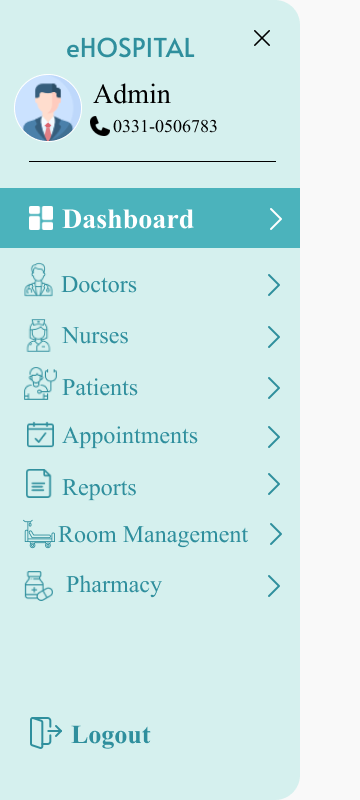 eHOSPITAL
Admin
0331-0506783
Dashboard
Doctors
Nurses
Patients
Appointments
Reports
Room Management
Pharmacy
Logout